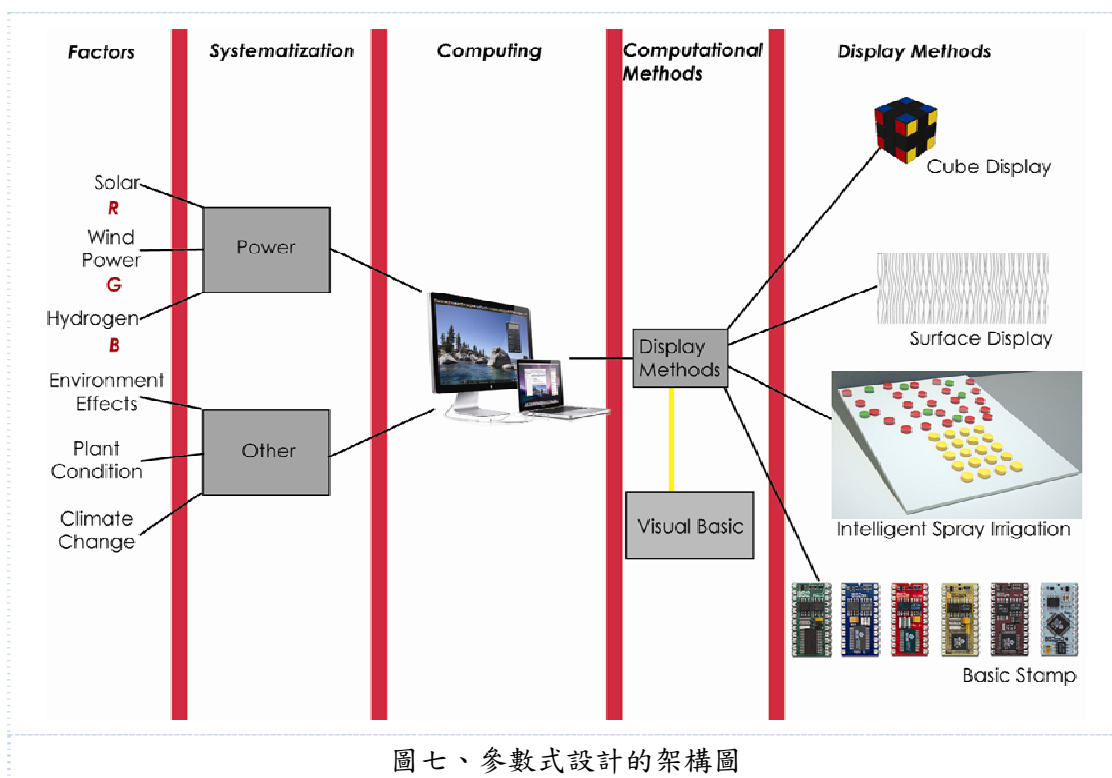 Factors
Systematization
Computing
Computational
Methods
Display Methods
Solar
R
Wind
Power
G
Hydrogen
B
Environment
Effects
Plant
Condition
Climate
Change
Power
Other
Display
Methods
Visual Basic
Cube Display
Surface Display
Intelligent Spray Irrigation
Basic Stamp
圖七、參數式設計的架構圖